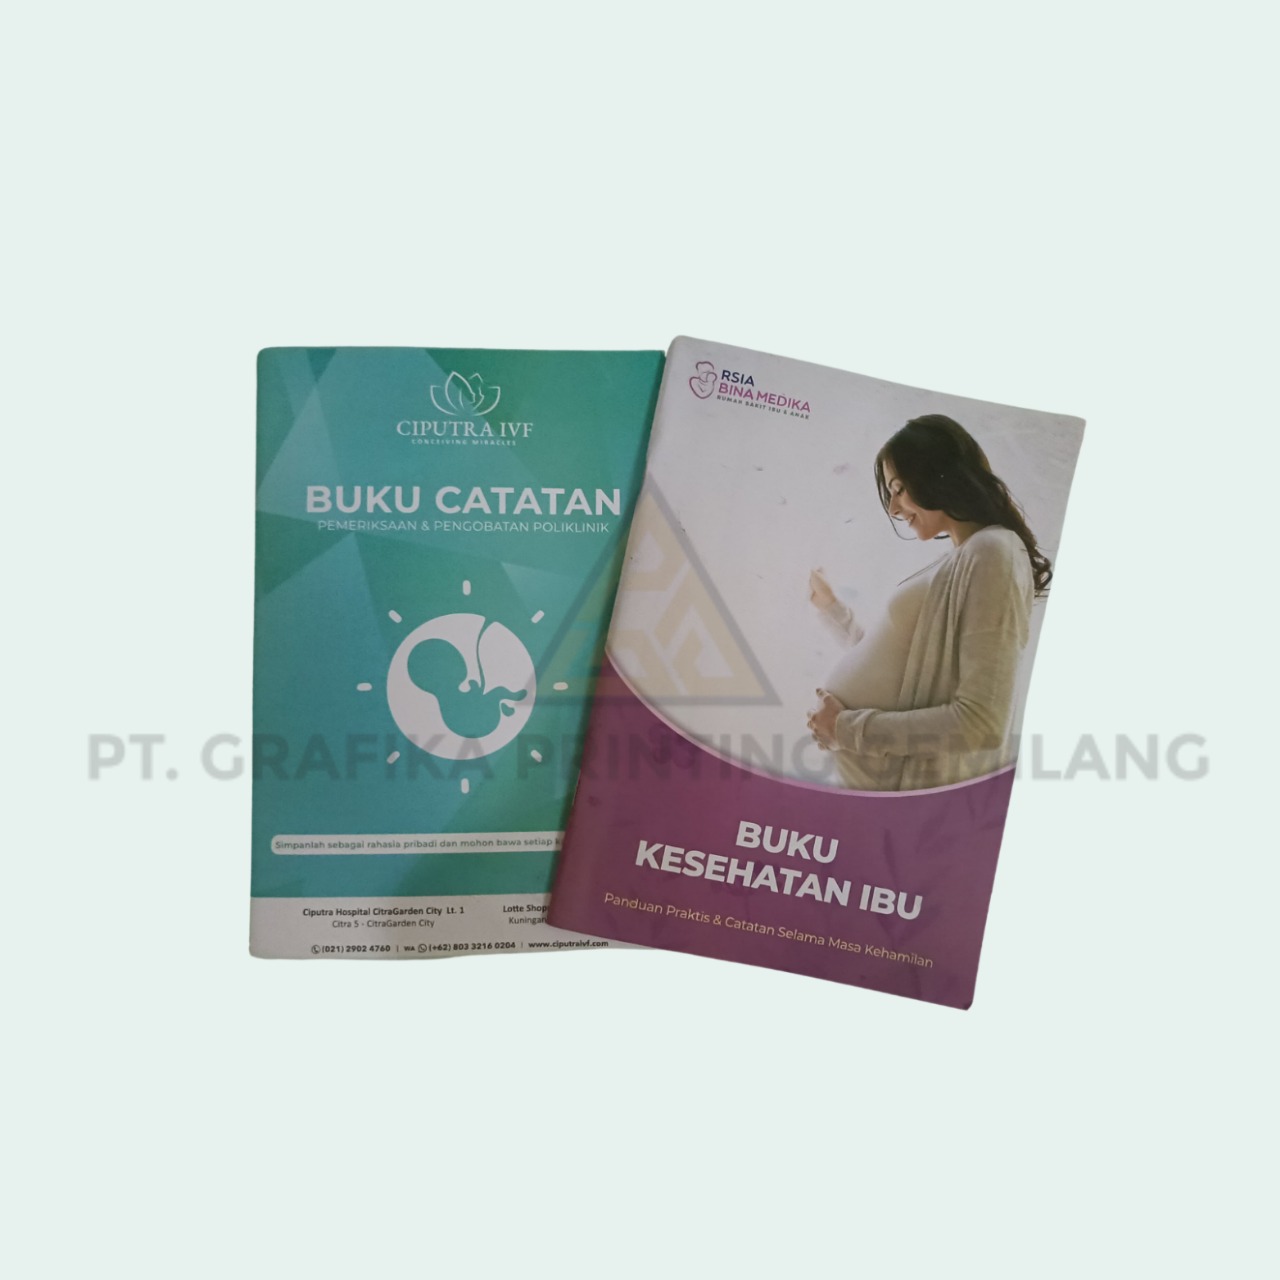 CIPUTRA IVF
CONCEIVING MIRACLES
BUKU CATATAN
PEMERIKSAAN & PENGOBATAN POLIKLINIK
Simpanlah sebagai rahasia pribadi dan mohon bawa setiap
Ciputra Hospital CitraGarden City Lt. 1
Citra 5 - CitraGarden City
Lotte
(021) 2902 4760 | WA (+62) 803 3216 0204 | www.ciputraivf.com
RSIA
BINA MEDIKA
RUMAH SAKIT IBU & ANAK
BUKU
KESEHATAN IBU
Panduan Praktis & Catatan Selama Masa Kehamilan
PT. GRAFIKA PRINTING GEMILANG